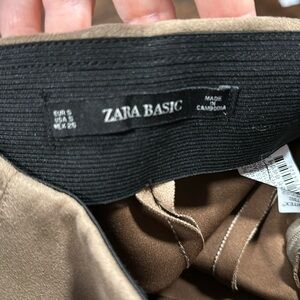 EUR S
USA S
MEX 26
ZARA BASIC
MADE IN
CAMBODIA